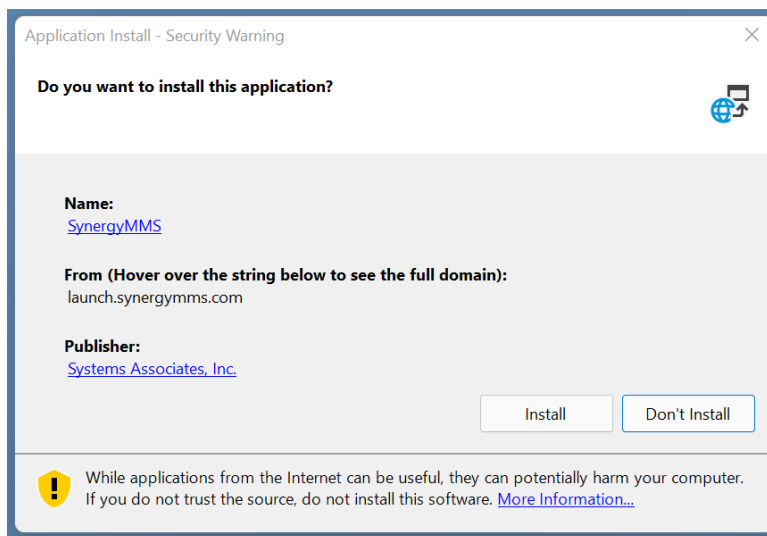 Application Install - Security Warning
Do you want to install this application?
Name:
SynergyMMS
From (Hover over the string below to see the full domain):
launch.synergymms.com
Publisher:
Systems Associates, Inc.
Install
Don't Install
While applications from the Internet can be useful, they can potentially harm your computer.
If you do not trust the source, do not install this software. More Information...